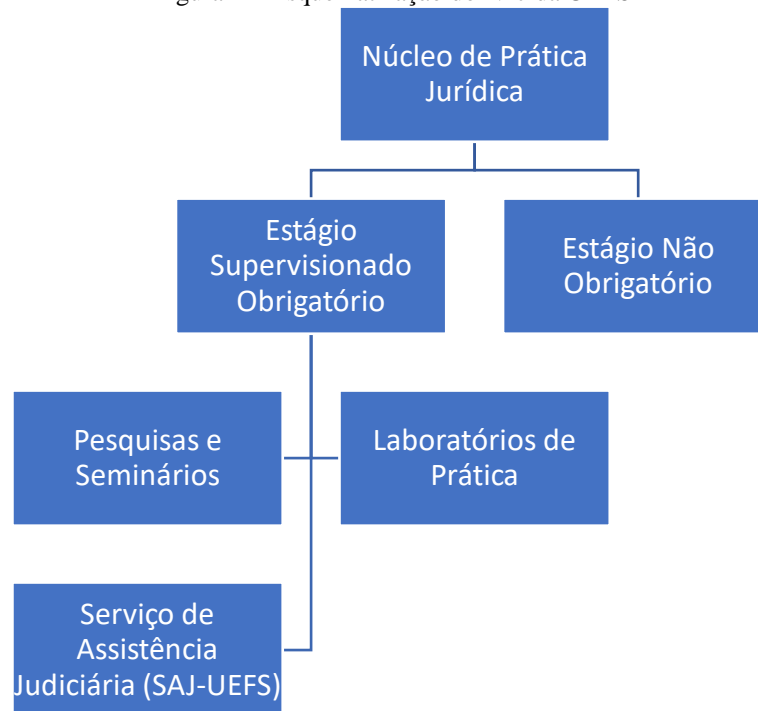 Núcleo de Prática
Jurídica
Estágio
Supervisionado
Obrigatório
Estágio Não
Obrigatório
Pesquisas e
Seminários
Laboratórios de
Prática
Serviço de
Assistência
Judiciária (SAJ-UEFS)